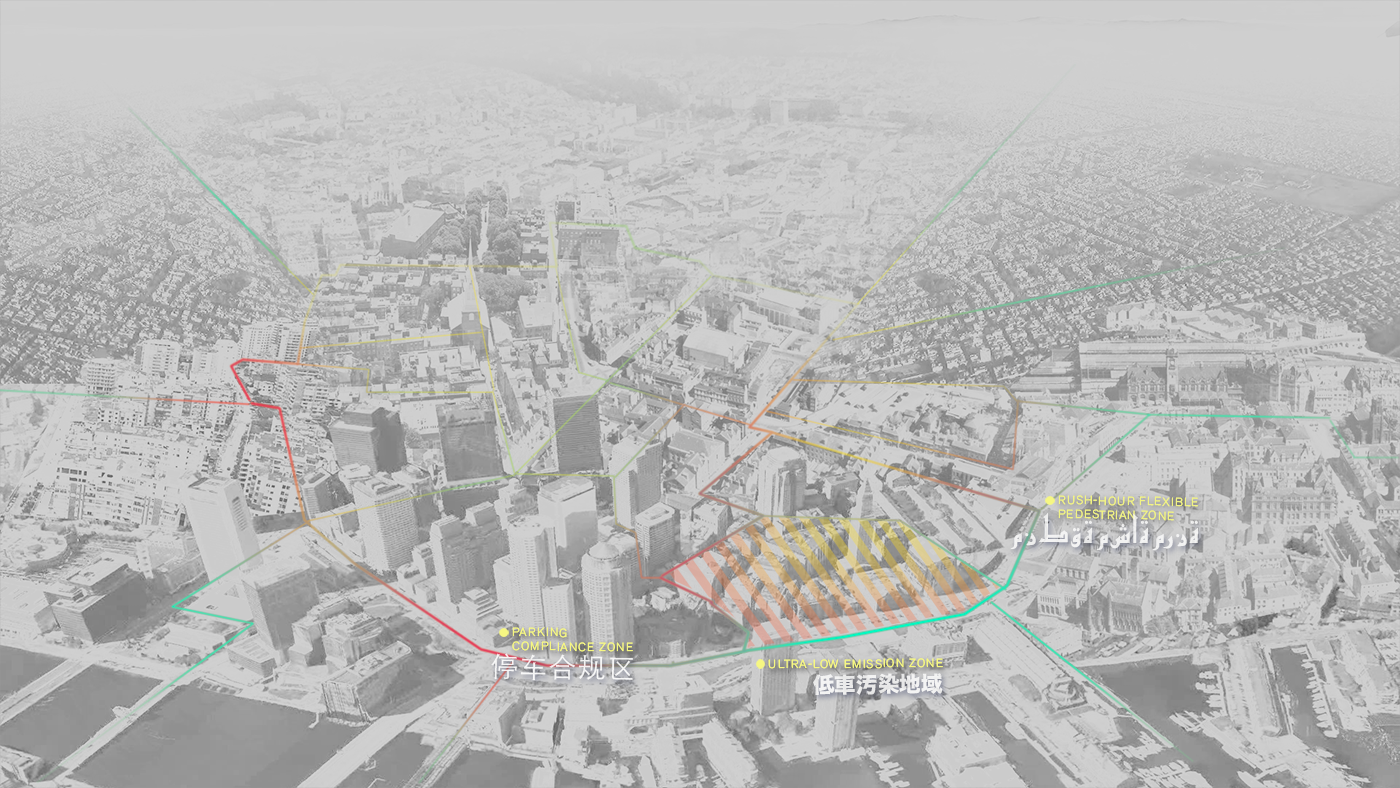 RUSH-HOUR FLEXIBLE
PEDESTRIAN ZONE
PARKING
COMPLIANCE ZONE
停车合规区
ULTRA-LOW EMISSION ZONE
低車汚染地域